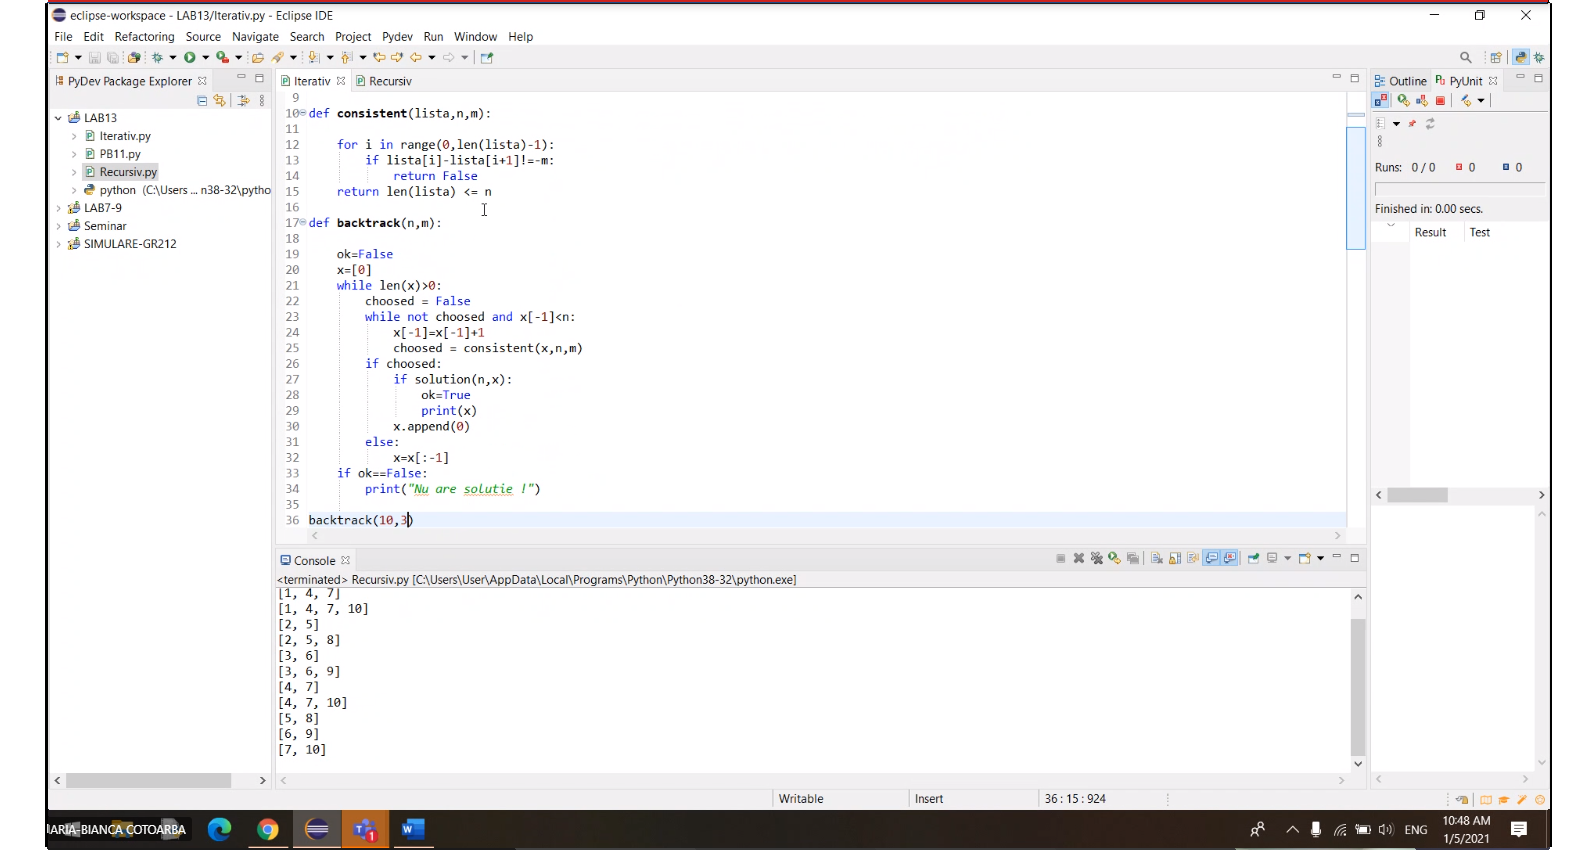 eclipse-workspace - LAB13/Iterativ.py - Eclipse IDE
File Edit Refactoring Source Navigate Search Project Pydev Run Window Help
PyDev Package Explorer
LAB13
Iterativ.py
PB11.py
Recursiv.py
python (C:\Users ... n38-32\pytho
LAB7-9
Seminar
SIMULARE-GR212
Iterativ
Recursiv
9
10 def consistent(lista,n,m):
11
12 for i in range(0,len(lista)-1):
13 if lista[i]-lista[i+1]!=-m:
14 return False
15 return len(lista) <= n
16
17 def backtrack(n,m):
18
19 ok=False
20 x=[0]
21 while len(x)>0:
22 choosed = False
23 while not choosed and x[-1]<n:
24 x[-1]=x[-1]+1
25 choosed = consistent(x,n,m)
26 if choosed:
27 if solution(n,x):
28 ok=True
29 print(x)
30 x.append(0)
31 else:
32 x=x[:-1]
33 if ok==False:
34 print("Nu are solutie !")
35
36 backtrack(10,3)
Console
<terminated> Recursiv.py [C:\Users\User\AppData\Local\Programs\Python\Python38-32\python.exe]
[1, 4, 7]
[1, 4, 7, 10]
[2, 5]
[2, 5, 8]
[3, 6]
[3, 6, 9]
[4, 7]
[4, 7, 10]
[5, 8]
[6, 9]
[7, 10]
Outline PyUnit
Runs: 0 / 0 0 0
Finished in: 0.00 secs.
Result Test
Writable Insert 36 : 15 : 924
ARIA-BIANCA COTOARBA
1
W
ENG
10:48 AM
1/5/2021